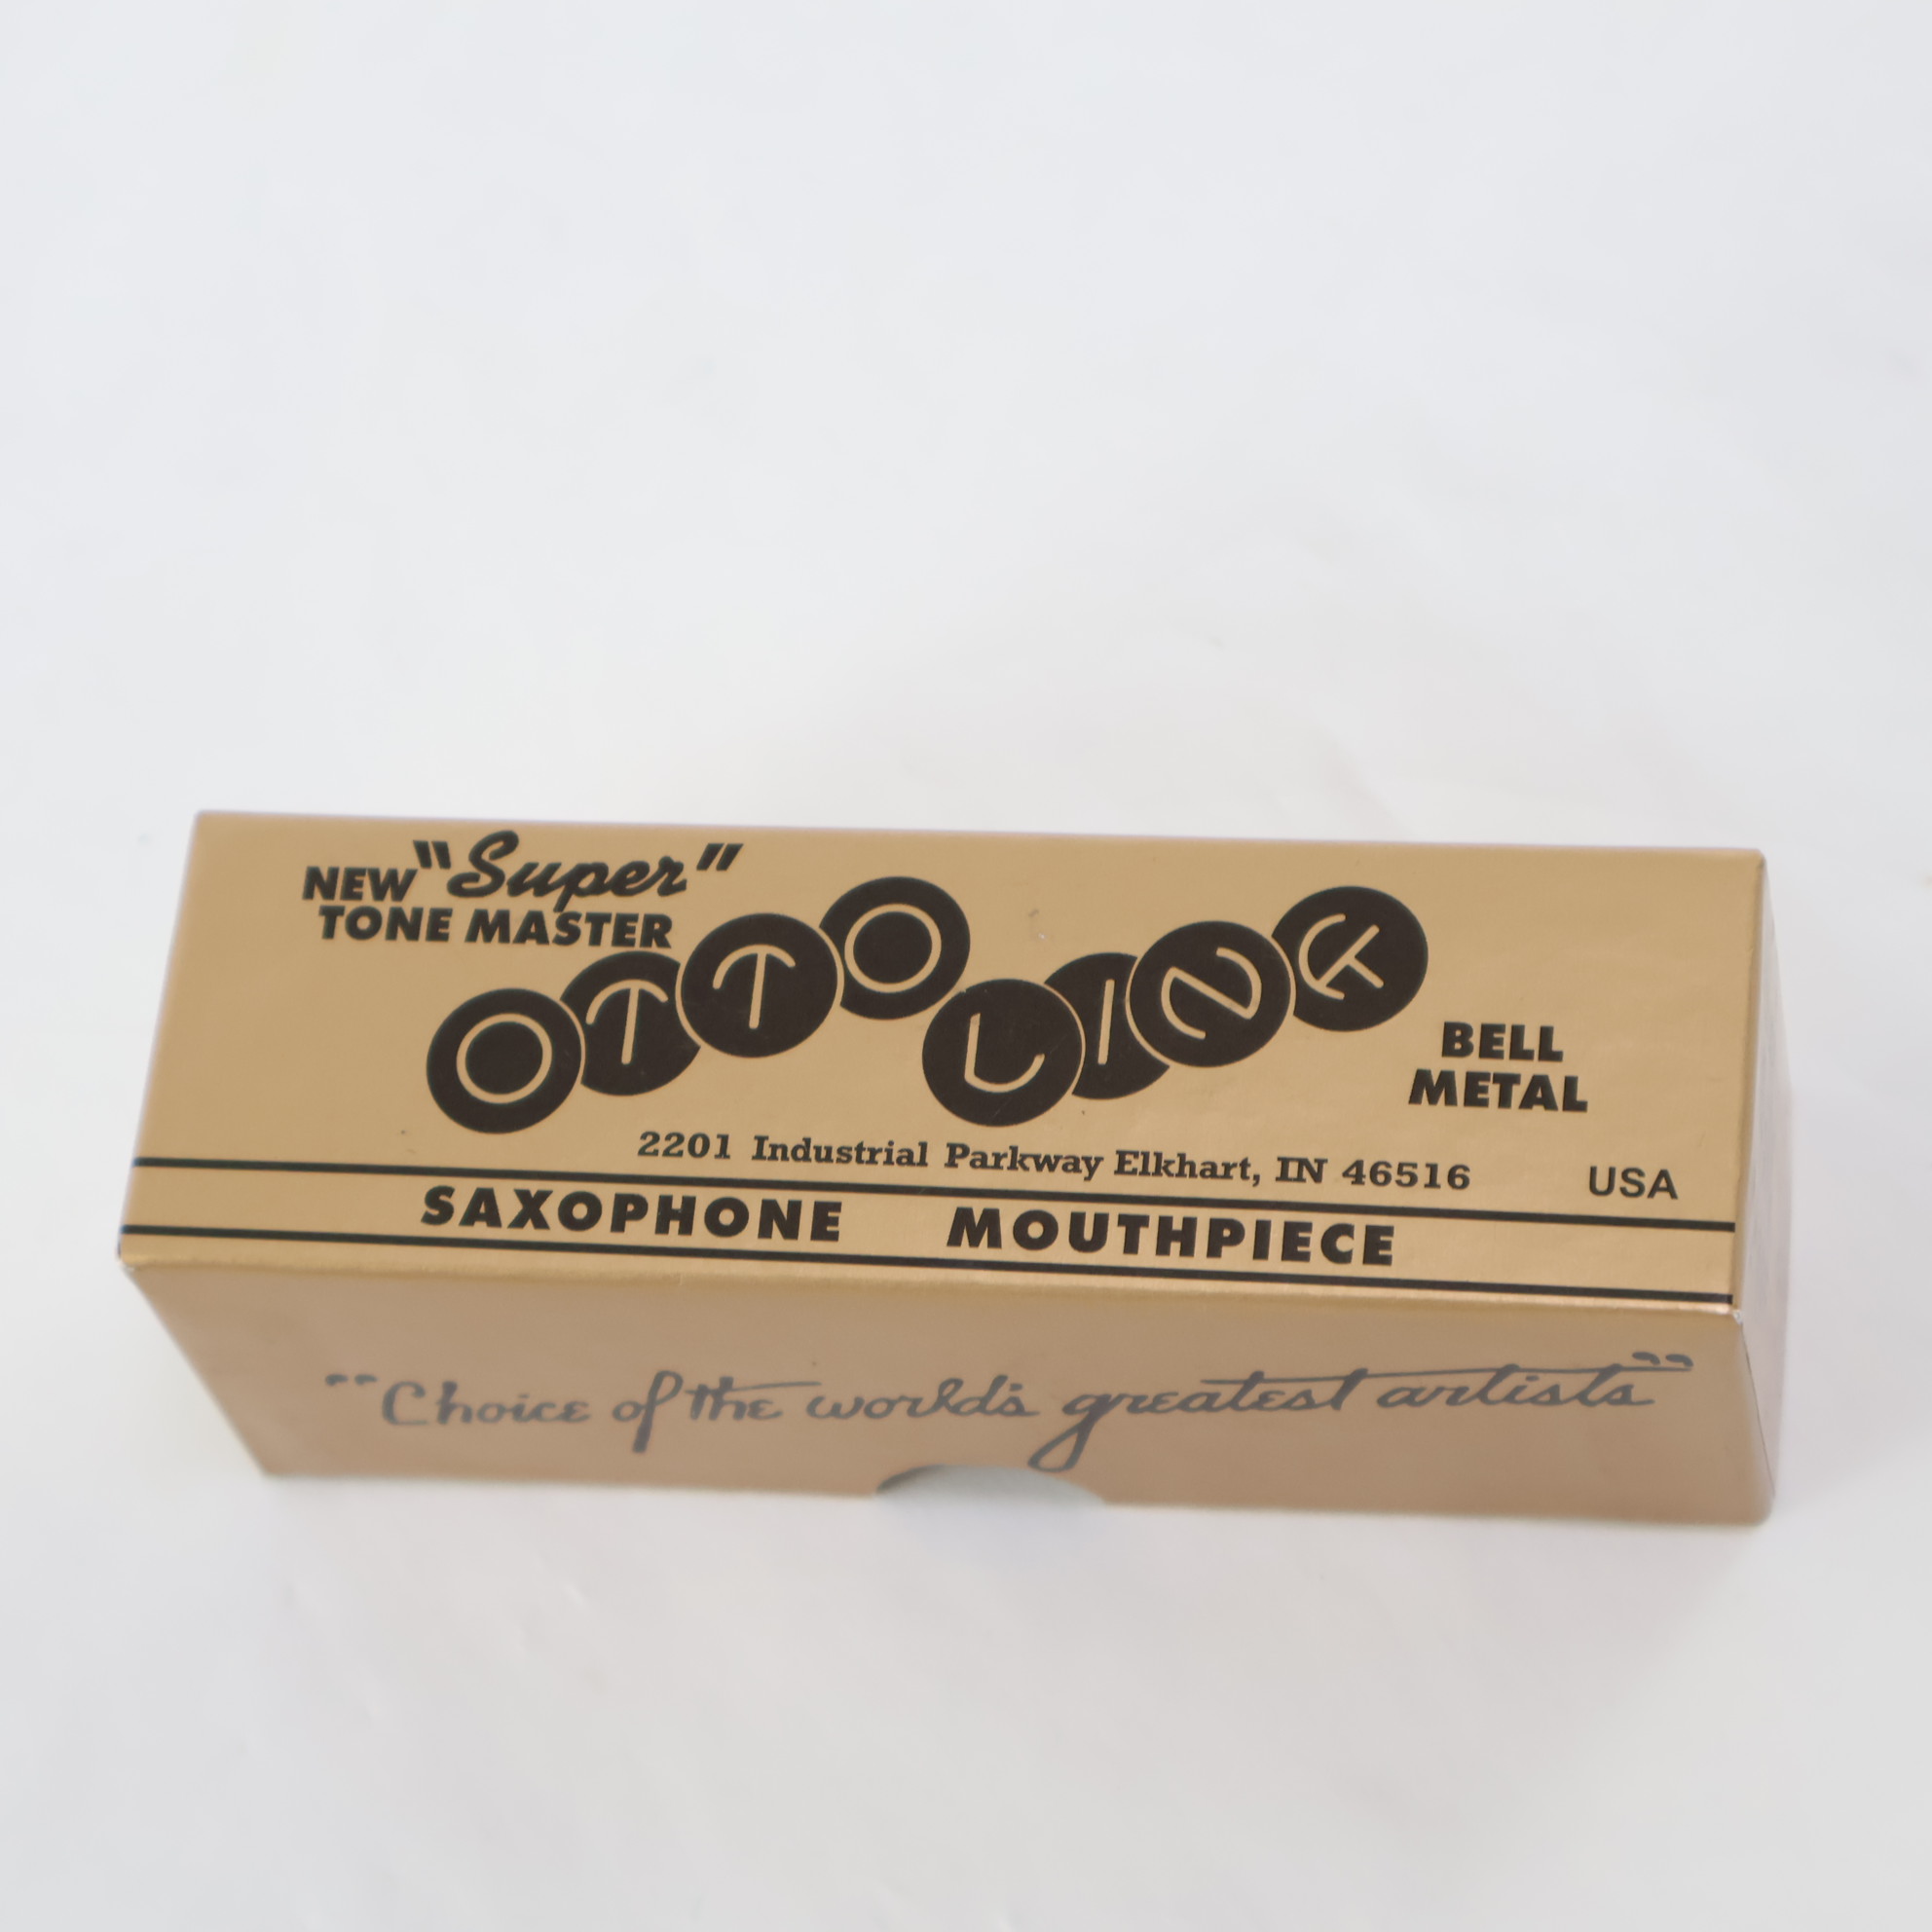 NEW "Super"
TONE MASTER
OTTO LINK
BELL
METAL
2201 Industrial Parkway Elkhart, IN 46516 USA
SAXOPHONE MOUTHPIECE
"Choice of the world's greatest artists"